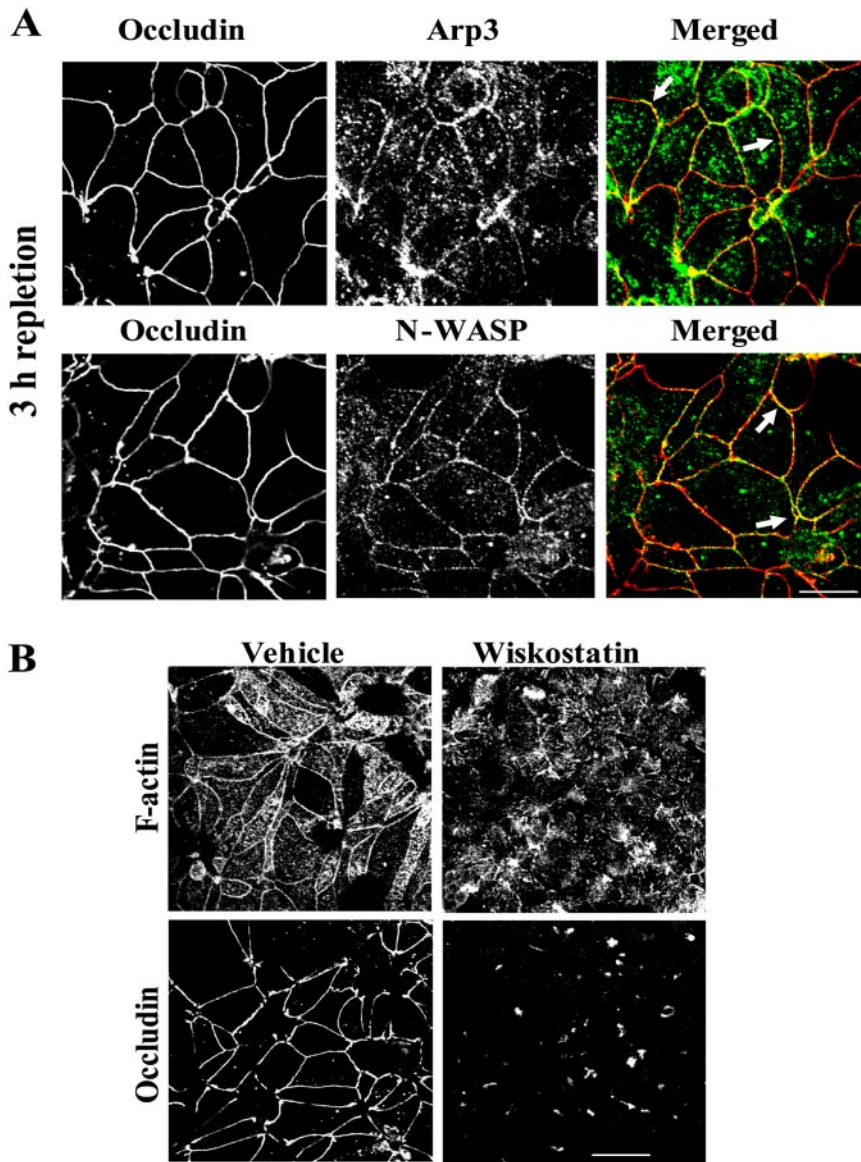 A
Occludin Arp3 Merged
3 h repletion
Occludin N-WASP Merged
B
Vehicle Wiskostatin
F-actin
Occludin